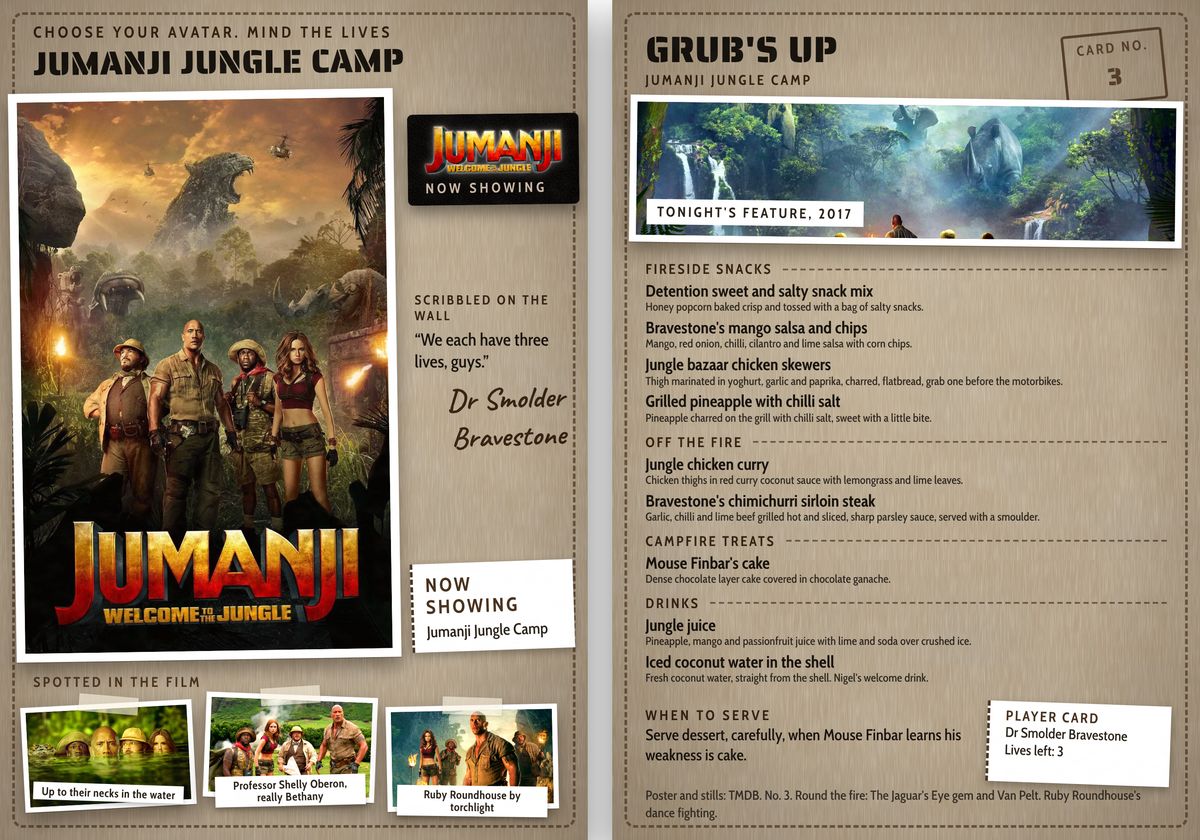 CHOOSE YOUR AVATAR. MIND THE LIVES
JUMANJI JUNGLE CAMP
JUMANJI
WELCOME TO THE JUNGLE
NOW SHOWING
SCRIBBLED ON THE
WALL
“We each have three
lives, guys.”
Dr Smolder
Bravestone
JUMANJI
WELCOME TO THE JUNGLE
NOW
SHOWING
Jumanji Jungle Camp
SPOTTED IN THE FILM
Up to their necks in the water
Professor Shelly Oberon,
really Bethany
Ruby Roundhouse by
torchlight
GRUB'S UP
JUMANJI JUNGLE CAMP
CARD NO.
3
TONIGHT'S FEATURE, 2017
FIRESIDE SNACKS
Detention sweet and salty snack mix
Honey popcorn baked crisp and tossed with a bag of salty snacks.
Bravestone's mango salsa and chips
Mango, red onion, chilli, cilantro and lime salsa with corn chips.
Jungle bazaar chicken skewers
Thigh marinated in yoghurt, garlic and paprika, charred, flatbread, grab one before the motorbikes.
Grilled pineapple with chilli salt
Pineapple charred on the grill with chilli salt, sweet with a little bite.
OFF THE FIRE
Jungle chicken curry
Chicken thighs in red curry coconut sauce with lemongrass and lime leaves.
Bravestone's chimichurri sirloin steak
Garlic, chilli and lime beef grilled hot and sliced, sharp parsley sauce, served with a smoulder.
CAMPFIRE TREATS
Mouse Finbar's cake
Dense chocolate layer cake covered in chocolate ganache.
DRINKS
Jungle juice
Pineapple, mango and passionfruit juice with lime and soda over crushed ice.
Iced coconut water in the shell
Fresh coconut water, straight from the shell. Nigel's welcome drink.
WHEN TO SERVE
Serve dessert, carefully, when Mouse Finbar learns his
weakness is cake.
PLAYER CARD
Dr Smolder Bravestone
Lives left: 3
Poster and stills: TMDB. No. 3. Round the fire: The Jaguar's Eye gem and Van Pelt. Ruby Roundhouse's
dance fighting.